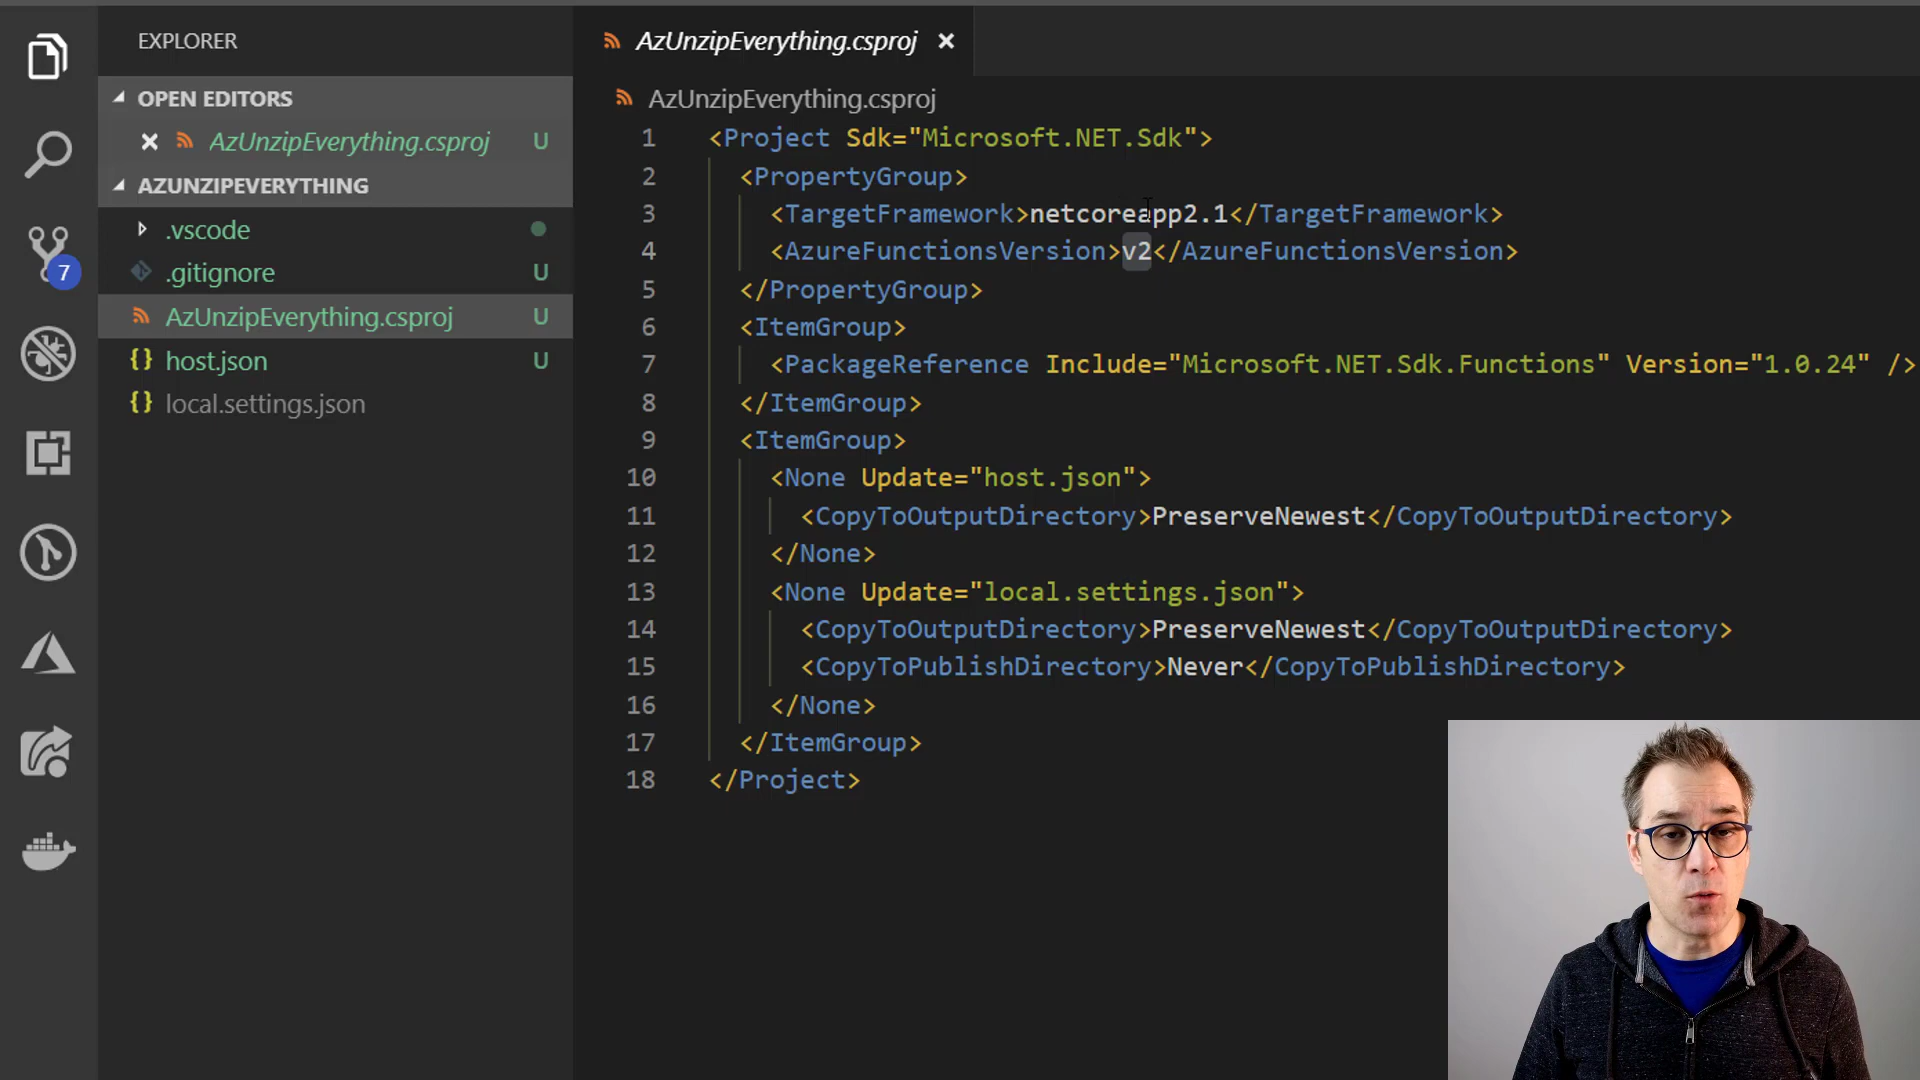 EXPLORER
OPEN EDITORS
AzUnzipEverything.csproj U
AZUNZIPEVERYTHING
.vscode
.gitignore U
AzUnzipEverything.csproj U
{} host.json U
{} local.settings.json
7
AzUnzipEverything.csproj
AzUnzipEverything.csproj
1 <Project Sdk="Microsoft.NET.Sdk">
2 <PropertyGroup>
3 <TargetFramework>netcoreapp2.1</TargetFramework>
4 <AzureFunctionsVersion>v2</AzureFunctionsVersion>
5 </PropertyGroup>
6 <ItemGroup>
7 <PackageReference Include="Microsoft.NET.Sdk.Functions" Version="1.0.24" />
8 </ItemGroup>
9 <ItemGroup>
10 <None Update="host.json">
11 <CopyToOutputDirectory>PreserveNewest</CopyToOutputDirectory>
12 </None>
13 <None Update="local.settings.json">
14 <CopyToOutputDirectory>PreserveNewest</CopyToOutputDirectory>
15 <CopyToPublishDirectory>Never</CopyToPublishDirectory>
16 </None>
17 </ItemGroup>
18 </Project>